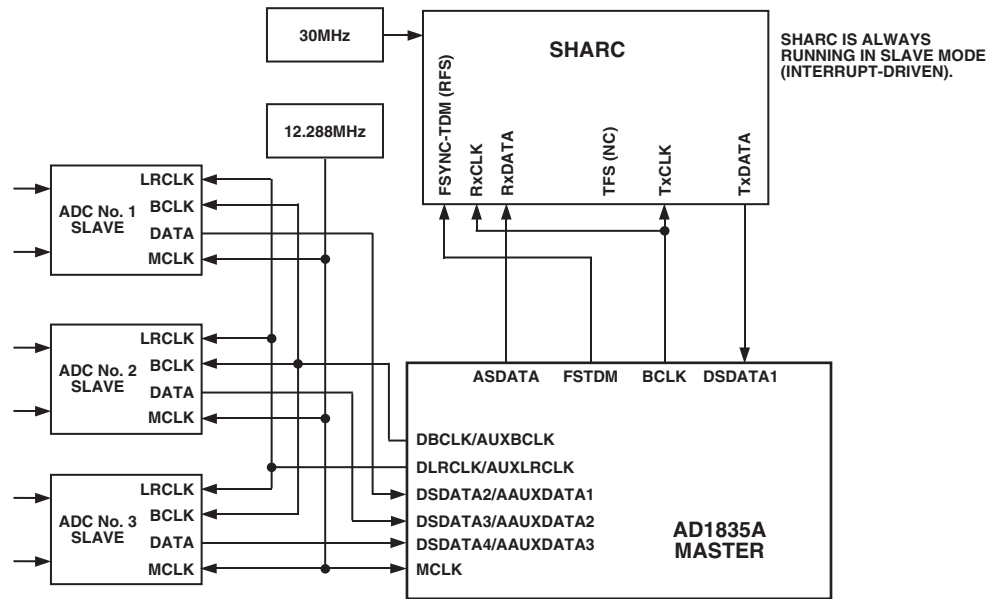 30MHz
SHARC
SHARC IS ALWAYS
RUNNING IN SLAVE MODE
(INTERRUPT-DRIVEN).
12.288MHz
FSYNC-TDM (RFS)
RxCLK
RxDATA
TFS (NC)
TxCLK
TxDATA
ADC No. 1
SLAVE
LRCLK
BCLK
DATA
MCLK
ADC No. 2
SLAVE
LRCLK
BCLK
DATA
MCLK
ADC No. 3
SLAVE
LRCLK
BCLK
DATA
MCLK
ASDATA FSTDM BCLK DSDATA1
DBCLK/AUXBCLK
DLRCLK/AUXLRCLK
DSDATA2/AAUXDATA1
DSDATA3/AAUXDATA2
DSDATA4/AAUXDATA3
MCLK
AD1835A
MASTER